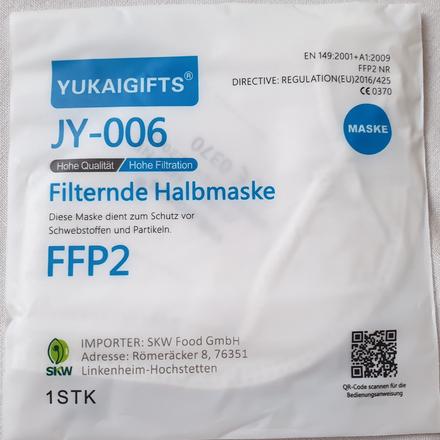 YUKAIGIFTS®
EN 149:2001+A1:2009
FFP2 NR
DIRECTIVE: REGULATION(EU)2016/425
CE 0370
JY-006
MASKE
Hohe Qualität Hohe Filtration
Filternde Halbmaske
Diese Maske dient zum Schutz vor
Schwebstoffen und Partikeln.
FFP2
SKW
IMPORTER: SKW Food GmbH
Adresse: Römeräcker 8, 76351
Linkenheim-Hochstetten
1STK
QR-Code scannen für die
Bedienungsanweisung